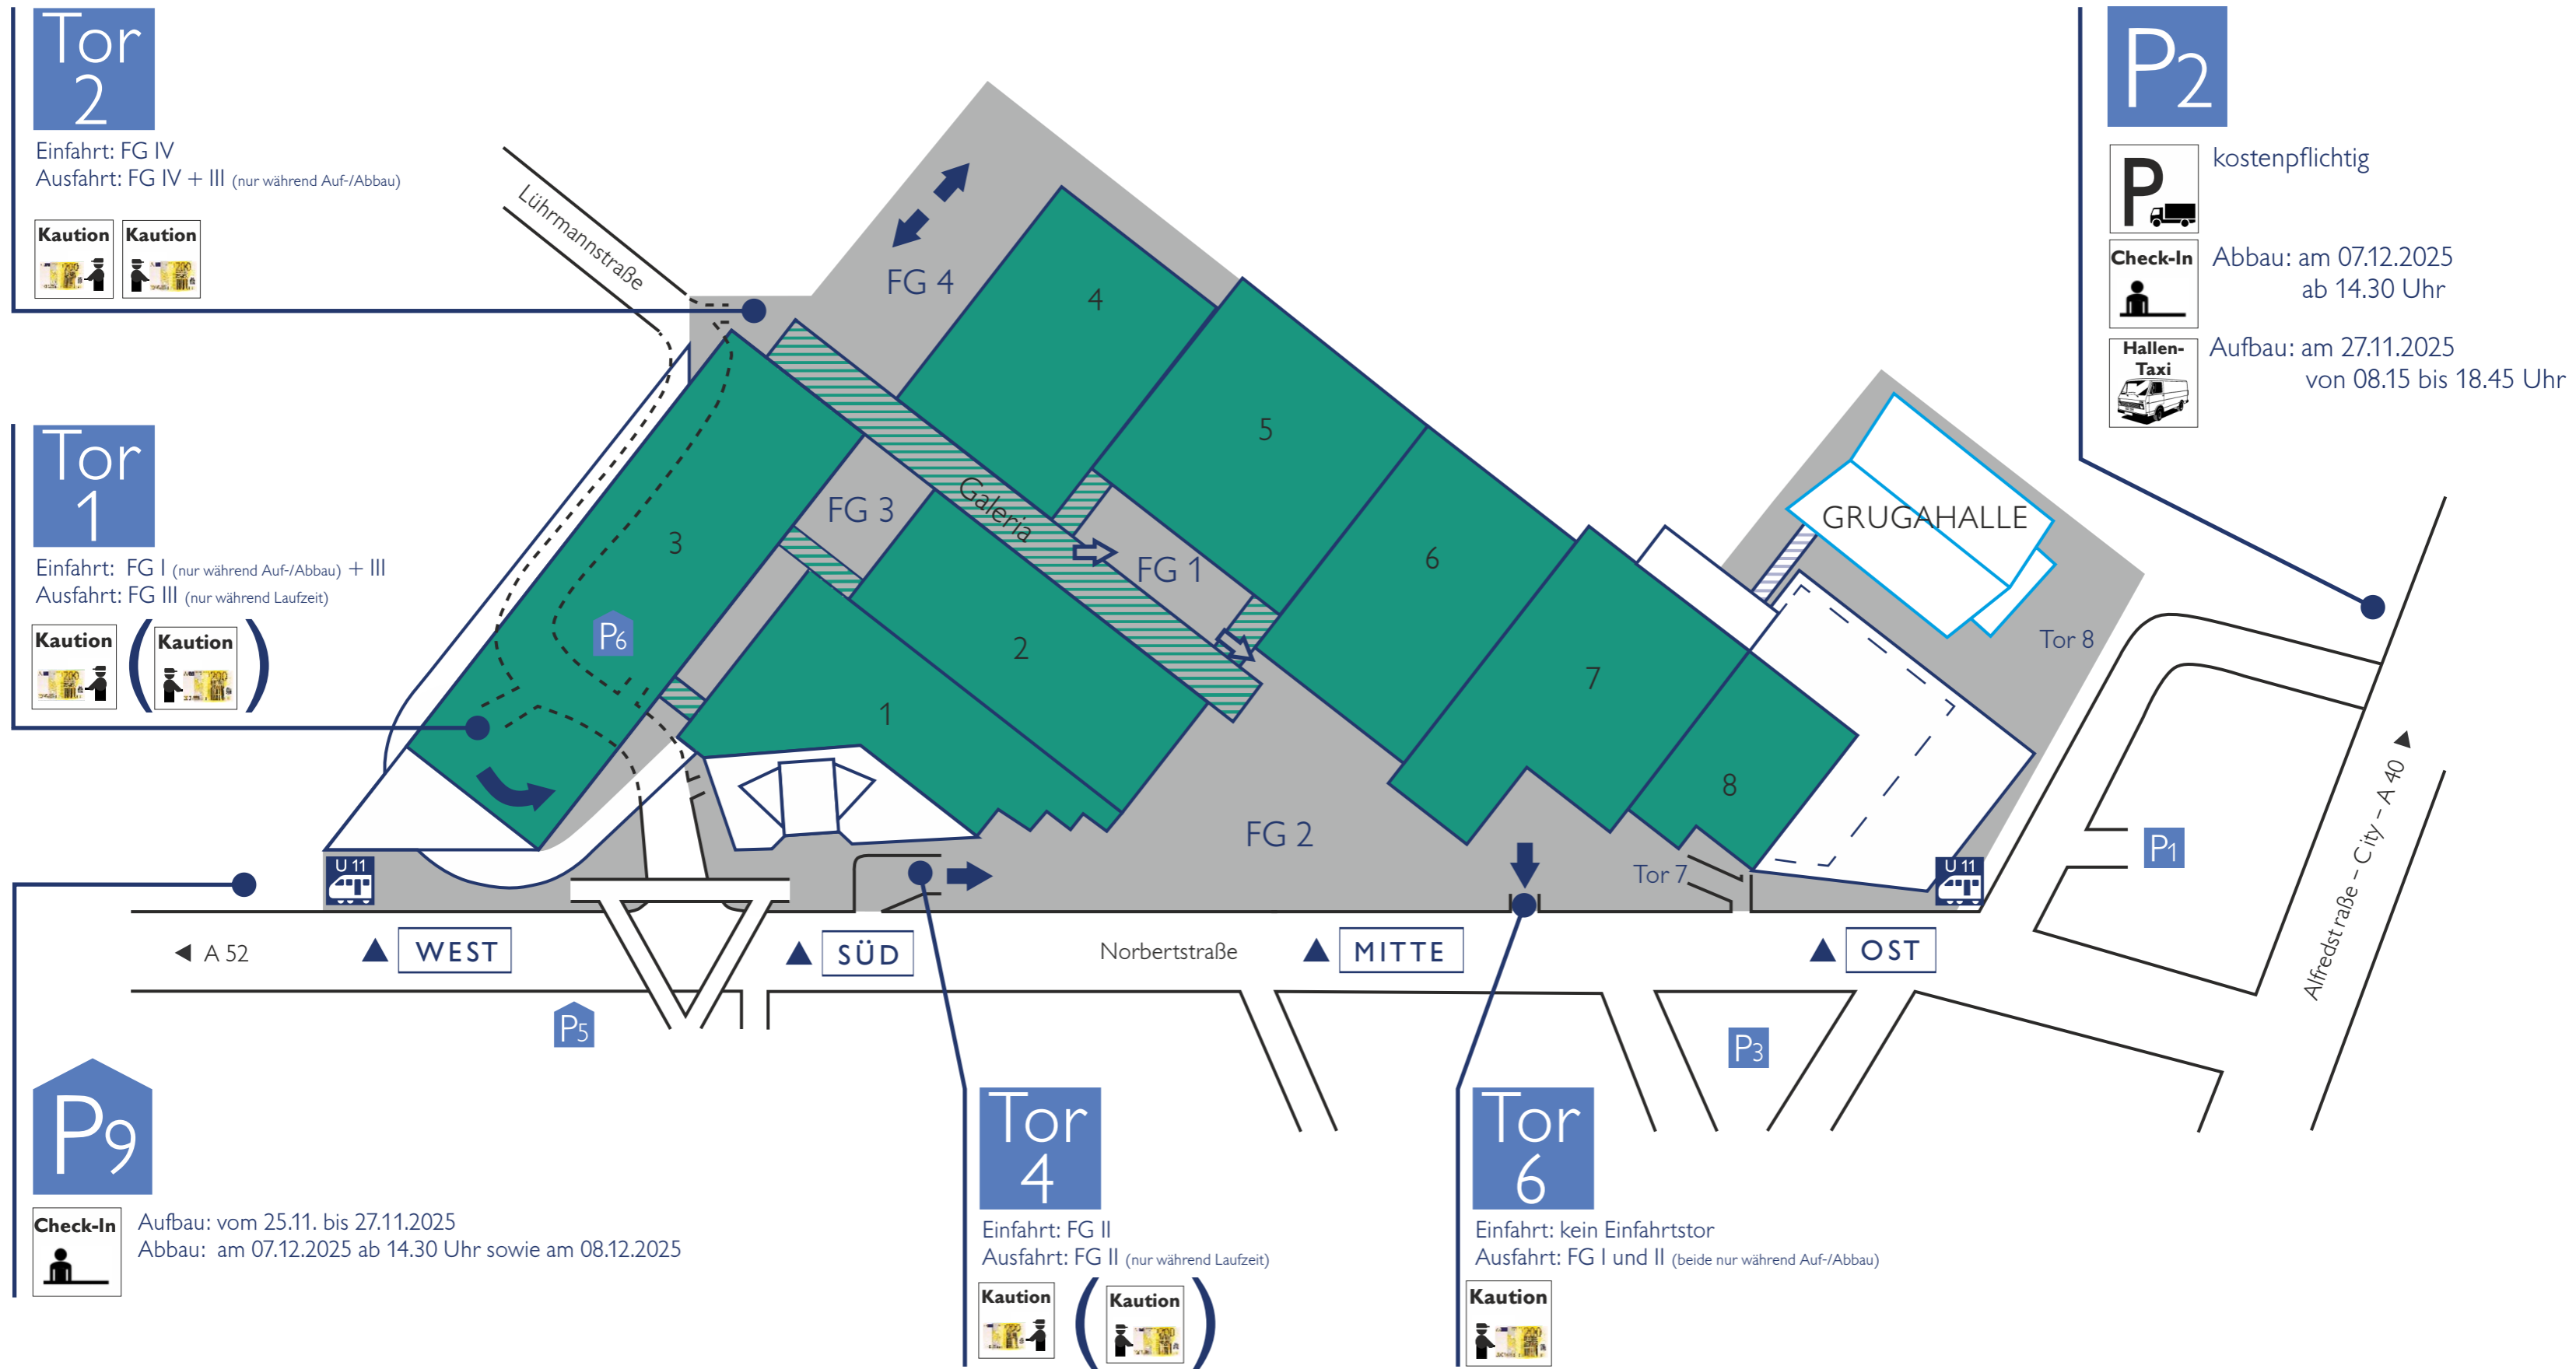 Tor
2
Einfahrt: FG IV
Ausfahrt: FG IV + III (nur während Auf-/Abbau)
Kaution
Kaution
P2
kostenpflichtig
P
Check-In
Abbau: am 07.12.2025
ab 14.30 Uhr
Hallen-
Taxi
Aufbau: am 27.11.2025
von 08.15 bis 18.45 Uhr
Lührmannstraße
FG 4
4
5
Tor
1
Einfahrt: FG I (nur während Auf-/Abbau) + III
Ausfahrt: FG III (nur während Laufzeit)
Kaution
( Kaution )
3
FG 3
Galeria
FG 1
6
GRUGAHALLE
Tor 8
P6
2
7
1
8
FG 2
Tor 7
U 11
U 11
P1
Alfredstraße – City – A 40
A 52
WEST
SÜD
Norbertstraße
MITTE
OST
P5
P3
P9
Check-In
Aufbau: vom 25.11. bis 27.11.2025
Abbau: am 07.12.2025 ab 14.30 Uhr sowie am 08.12.2025
Tor
4
Einfahrt: FG II
Ausfahrt: FG II (nur während Laufzeit)
Kaution
( Kaution )
Tor
6
Einfahrt: kein Einfahrtstor
Ausfahrt: FG I und II (beide nur während Auf-/Abbau)
Kaution